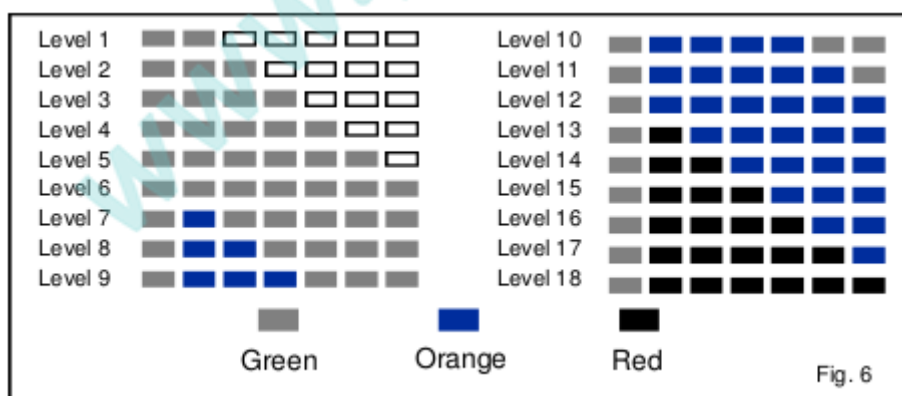 Level 1
Level 2
Level 3
Level 4
Level 5
Level 6
Level 7
Level 8
Level 9
Level 10
Level 11
Level 12
Level 13
Level 14
Level 15
Level 16
Level 17
Level 18
Green Orange Red
Fig. 6
www.